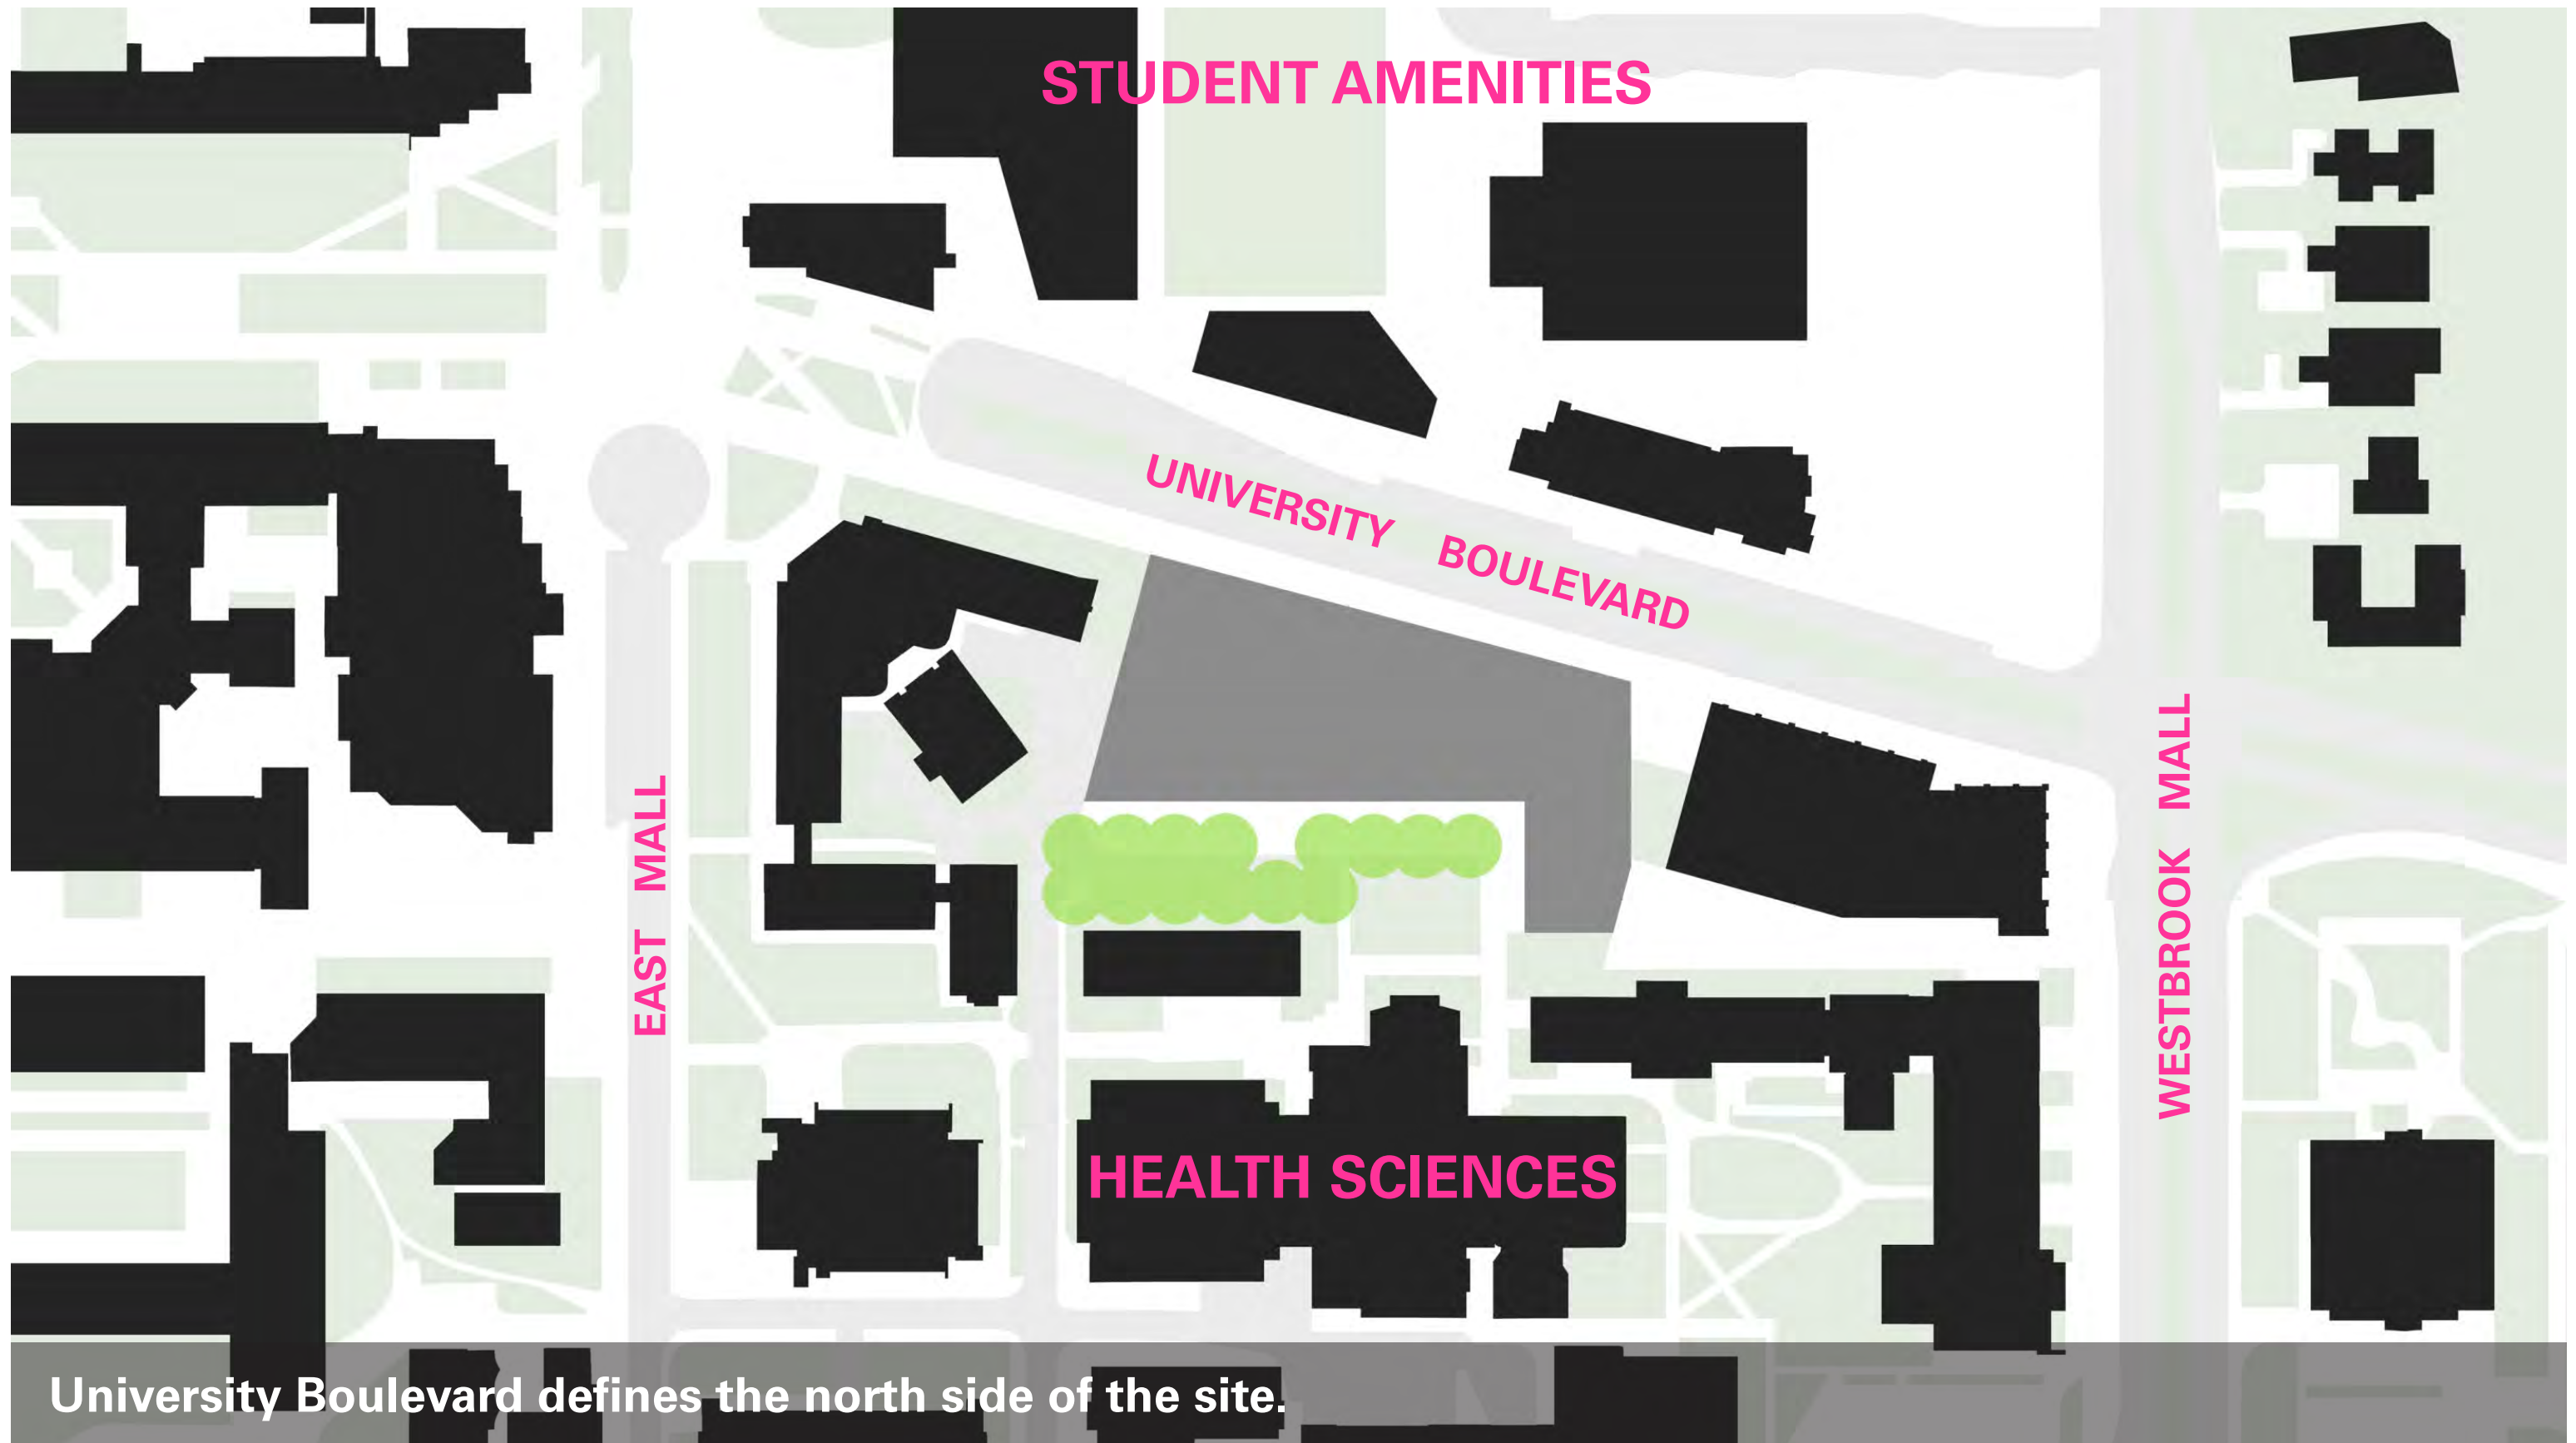 STUDENT AMENITIES
UNIVERSITY BOULEVARD
EAST MALL
WESTBROOK MALL
HEALTH SCIENCES
University Boulevard defines the north side of the site.